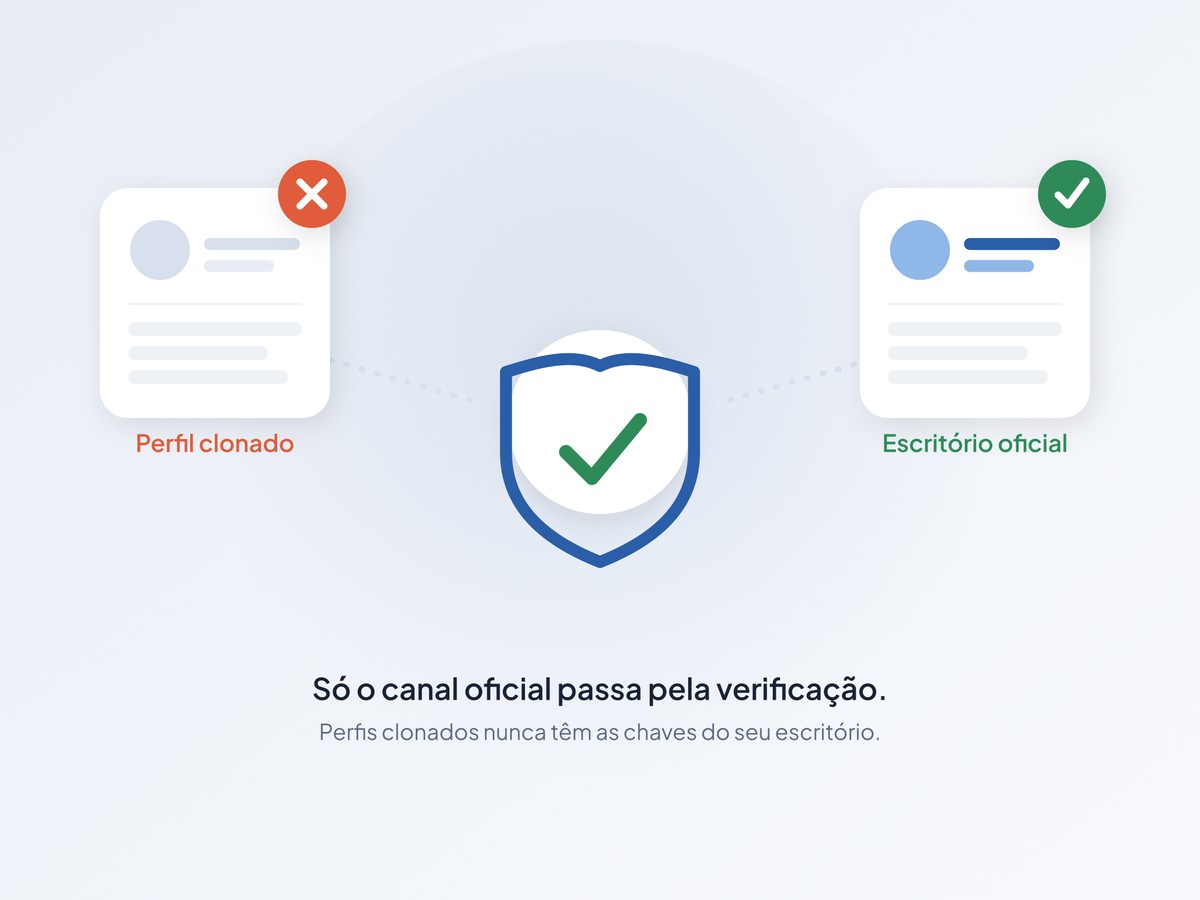 Perfil clonado
Escritório oficial
Só o canal oficial passa pela verificação.
Perfis clonados nunca têm as chaves do seu escritório.